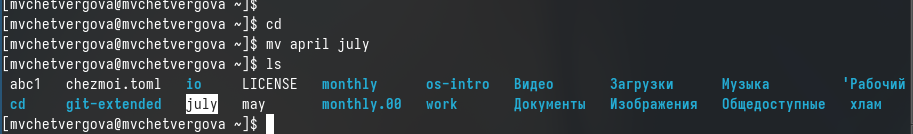 [mvchetvergova@mvchetvergova ~]$
[mvchetvergova@mvchetvergova ~]$ cd
[mvchetvergova@mvchetvergova ~]$ mv april july
[mvchetvergova@mvchetvergova ~]$ ls
abc1 chezmoi.toml io LICENSE monthly os-intro Видео Загрузки Музыка 'Рабочий
cd git-extended july may monthly.00 work Документы Изображения Общедоступные хлам
[mvchetvergova@mvchetvergova ~]$